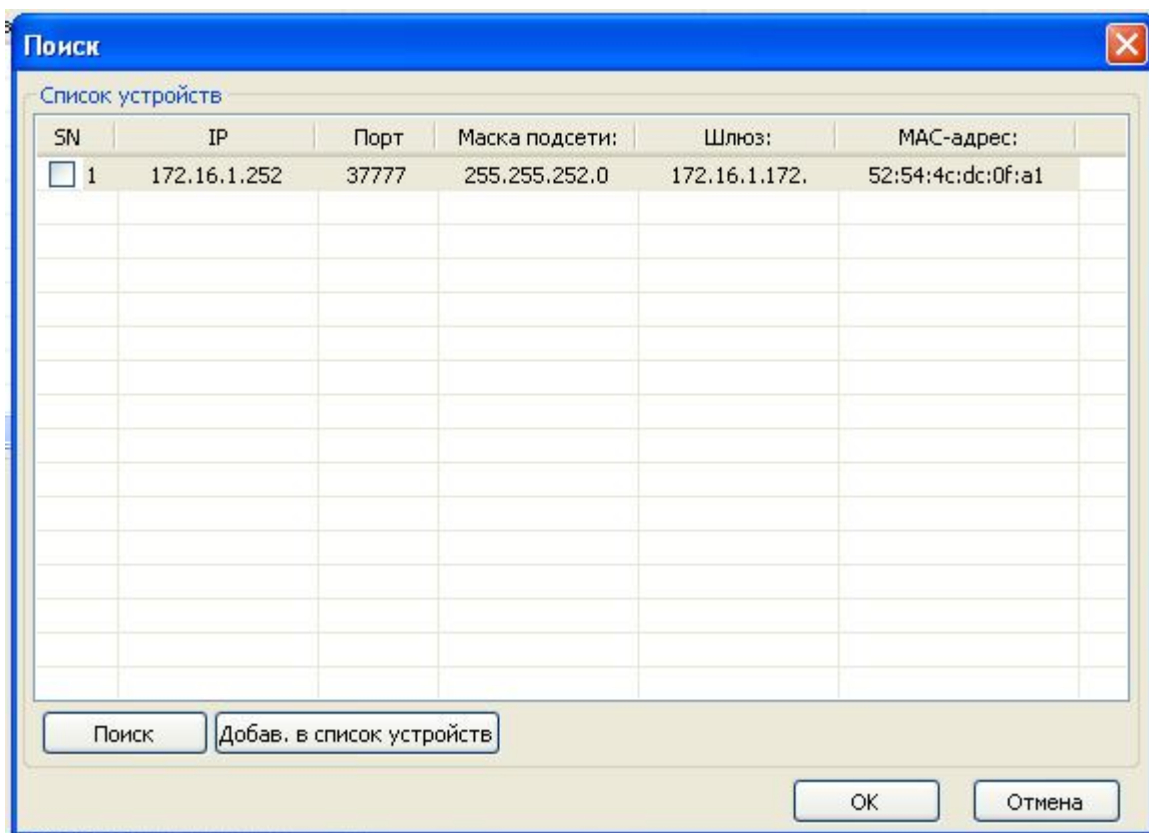 Поиск
Список устройств
SN IP Порт Маска подсети: Шлюз: MAC-адрес:
1 172.16.1.252 37777 255.255.252.0 172.16.1.172. 52:54:4c:dc:0f:a1
Поиск Добав. в список устройств
OK Отмена